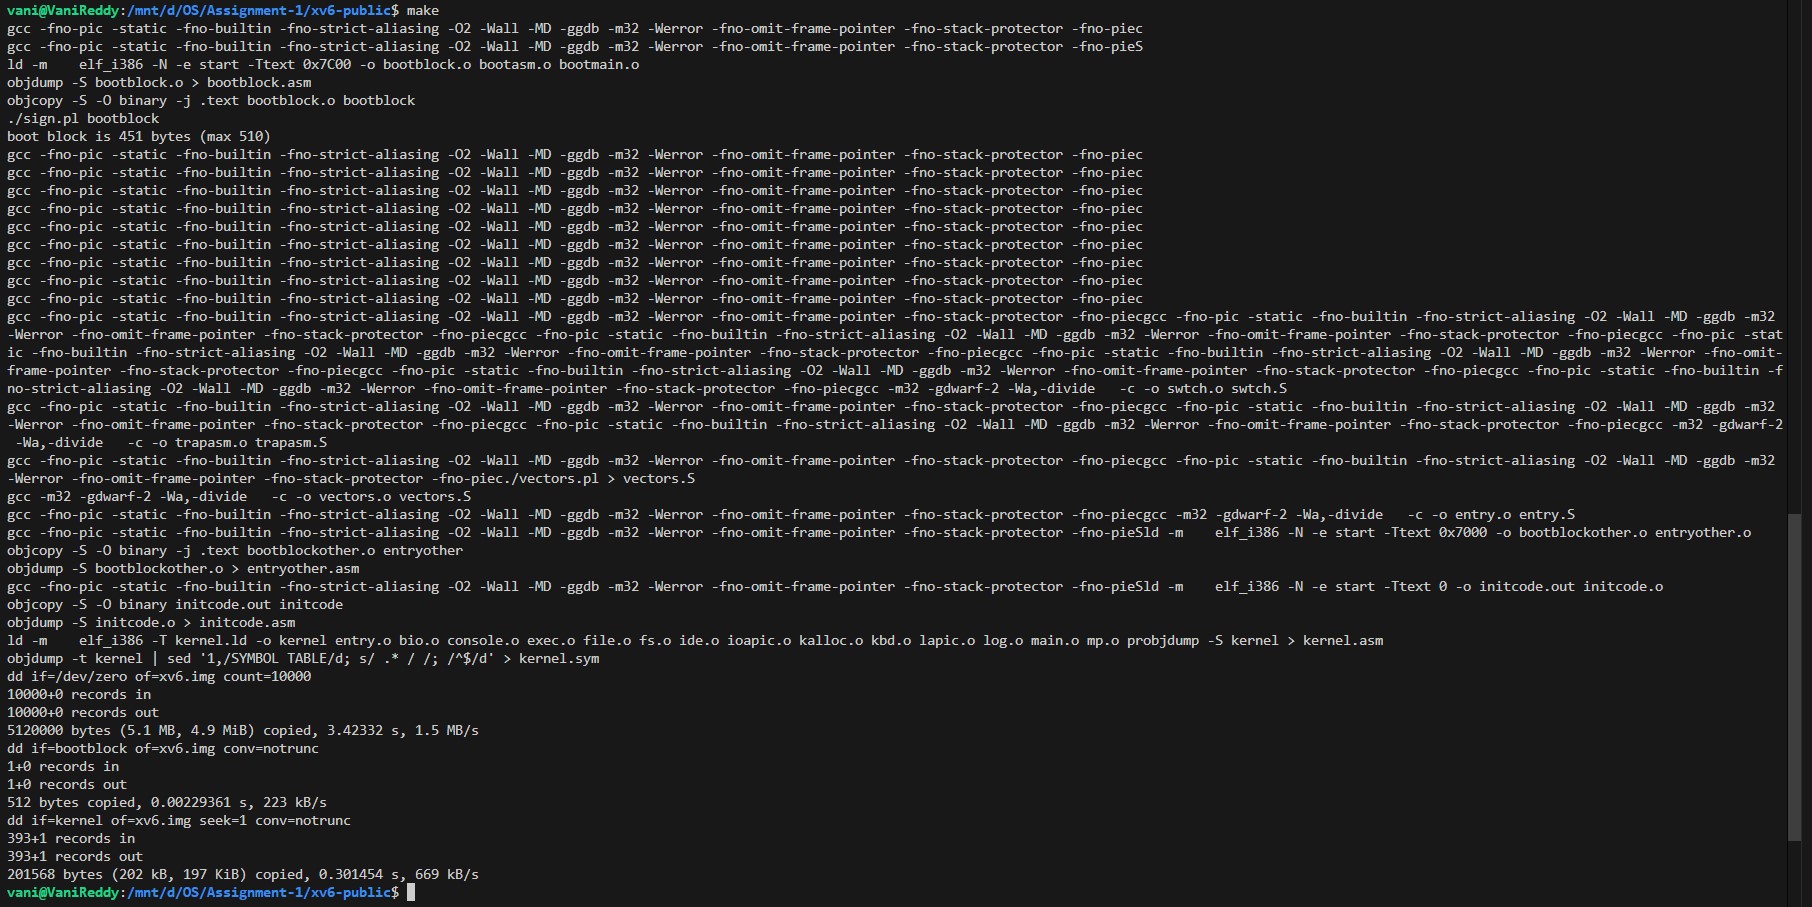 vani@VaniReddy:/mnt/d/OS/Assignment-1/xv6-public$ make
gcc -fno-pic -static -fno-builtin -fno-strict-aliasing -O2 -Wall -MD -ggdb -m32 -Werror -fno-omit-frame-pointer -fno-stack-protector -fno-piec
gcc -fno-pic -static -fno-builtin -fno-strict-aliasing -O2 -Wall -MD -ggdb -m32 -Werror -fno-omit-frame-pointer -fno-stack-protector -fno-pieS
ld -m    elf_i386 -N -e start -Ttext 0x7C00 -o bootblock.o bootasm.o bootmain.o
objdump -S bootblock.o > bootblock.asm
objcopy -S -O binary -j .text bootblock.o bootblock
./sign.pl bootblock
boot block is 451 bytes (max 510)
gcc -fno-pic -static -fno-builtin -fno-strict-aliasing -O2 -Wall -MD -ggdb -m32 -Werror -fno-omit-frame-pointer -fno-stack-protector -fno-piec
gcc -fno-pic -static -fno-builtin -fno-strict-aliasing -O2 -Wall -MD -ggdb -m32 -Werror -fno-omit-frame-pointer -fno-stack-protector -fno-piec
gcc -fno-pic -static -fno-builtin -fno-strict-aliasing -O2 -Wall -MD -ggdb -m32 -Werror -fno-omit-frame-pointer -fno-stack-protector -fno-piec
gcc -fno-pic -static -fno-builtin -fno-strict-aliasing -O2 -Wall -MD -ggdb -m32 -Werror -fno-omit-frame-pointer -fno-stack-protector -fno-piec
gcc -fno-pic -static -fno-builtin -fno-strict-aliasing -O2 -Wall -MD -ggdb -m32 -Werror -fno-omit-frame-pointer -fno-stack-protector -fno-piec
gcc -fno-pic -static -fno-builtin -fno-strict-aliasing -O2 -Wall -MD -ggdb -m32 -Werror -fno-omit-frame-pointer -fno-stack-protector -fno-piec
gcc -fno-pic -static -fno-builtin -fno-strict-aliasing -O2 -Wall -MD -ggdb -m32 -Werror -fno-omit-frame-pointer -fno-stack-protector -fno-piec
gcc -fno-pic -static -fno-builtin -fno-strict-aliasing -O2 -Wall -MD -ggdb -m32 -Werror -fno-omit-frame-pointer -fno-stack-protector -fno-piec
gcc -fno-pic -static -fno-builtin -fno-strict-aliasing -O2 -Wall -MD -ggdb -m32 -Werror -fno-omit-frame-pointer -fno-stack-protector -fno-piec
gcc -fno-pic -static -fno-builtin -fno-strict-aliasing -O2 -Wall -MD -ggdb -m32 -Werror -fno-omit-frame-pointer -fno-stack-protector -fno-piecgcc -fno-pic -static -fno-builtin -fno-strict-aliasing -O2 -Wall -MD -ggdb -m32
-Werror -fno-omit-frame-pointer -fno-stack-protector -fno-piecgcc -fno-pic -static -fno-builtin -fno-strict-aliasing -O2 -Wall -MD -ggdb -m32 -Werror -fno-omit-frame-pointer -fno-stack-protector -fno-piecgcc -fno-pic -stat
ic -fno-builtin -fno-strict-aliasing -O2 -Wall -MD -ggdb -m32 -Werror -fno-omit-frame-pointer -fno-stack-protector -fno-piecgcc -fno-pic -static -fno-builtin -fno-strict-aliasing -O2 -Wall -MD -ggdb -m32 -Werror -fno-omit-
frame-pointer -fno-stack-protector -fno-piecgcc -fno-pic -static -fno-builtin -fno-strict-aliasing -O2 -Wall -MD -ggdb -m32 -Werror -fno-omit-frame-pointer -fno-stack-protector -fno-piecgcc -fno-pic -static -fno-builtin -f
no-strict-aliasing -O2 -Wall -MD -ggdb -m32 -Werror -fno-omit-frame-pointer -fno-stack-protector -fno-piecgcc -m32 -gdwarf-2 -Wa,-divide   -c -o swtch.o swtch.S
gcc -fno-pic -static -fno-builtin -fno-strict-aliasing -O2 -Wall -MD -ggdb -m32 -Werror -fno-omit-frame-pointer -fno-stack-protector -fno-piecgcc -fno-pic -static -fno-builtin -fno-strict-aliasing -O2 -Wall -MD -ggdb -m32
-Werror -fno-omit-frame-pointer -fno-stack-protector -fno-piecgcc -fno-pic -static -fno-builtin -fno-strict-aliasing -O2 -Wall -MD -ggdb -m32 -Werror -fno-omit-frame-pointer -fno-stack-protector -fno-piecgcc -m32 -gdwarf-2
 -Wa,-divide   -c -o trapasm.o trapasm.S
gcc -fno-pic -static -fno-builtin -fno-strict-aliasing -O2 -Wall -MD -ggdb -m32 -Werror -fno-omit-frame-pointer -fno-stack-protector -fno-piecgcc -fno-pic -static -fno-builtin -fno-strict-aliasing -O2 -Wall -MD -ggdb -m32
-Werror -fno-omit-frame-pointer -fno-stack-protector -fno-piec./vectors.pl > vectors.S
gcc -m32 -gdwarf-2 -Wa,-divide   -c -o vectors.o vectors.S
gcc -fno-pic -static -fno-builtin -fno-strict-aliasing -O2 -Wall -MD -ggdb -m32 -Werror -fno-omit-frame-pointer -fno-stack-protector -fno-piecgcc -m32 -gdwarf-2 -Wa,-divide   -c -o entry.o entry.S
gcc -fno-pic -static -fno-builtin -fno-strict-aliasing -O2 -Wall -MD -ggdb -m32 -Werror -fno-omit-frame-pointer -fno-stack-protector -fno-pieSld -m    elf_i386 -N -e start -Ttext 0x7000 -o bootblockother.o entryother.o
objcopy -S -O binary -j .text bootblockother.o entryother
objdump -S bootblockother.o > entryother.asm
gcc -fno-pic -static -fno-builtin -fno-strict-aliasing -O2 -Wall -MD -ggdb -m32 -Werror -fno-omit-frame-pointer -fno-stack-protector -fno-pieSld -m    elf_i386 -N -e start -Ttext 0 -o initcode.out initcode.o
objcopy -S -O binary initcode.out initcode
objdump -S initcode.o > initcode.asm
ld -m    elf_i386 -T kernel.ld -o kernel entry.o bio.o console.o exec.o file.o fs.o ide.o ioapic.o kalloc.o kbd.o lapic.o log.o main.o mp.o probjdump -S kernel > kernel.asm
objdump -t kernel | sed '1,/SYMBOL TABLE/d; s/ .* / /; /^$/d' > kernel.sym
dd if=/dev/zero of=xv6.img count=10000
10000+0 records in
10000+0 records out
5120000 bytes (5.1 MB, 4.9 MiB) copied, 3.42332 s, 1.5 MB/s
dd if=bootblock of=xv6.img conv=notrunc
1+0 records in
1+0 records out
512 bytes copied, 0.00229361 s, 223 kB/s
dd if=kernel of=xv6.img seek=1 conv=notrunc
393+1 records in
393+1 records out
201568 bytes (202 kB, 197 KiB) copied, 0.301454 s, 669 kB/s
vani@VaniReddy:/mnt/d/OS/Assignment-1/xv6-public$